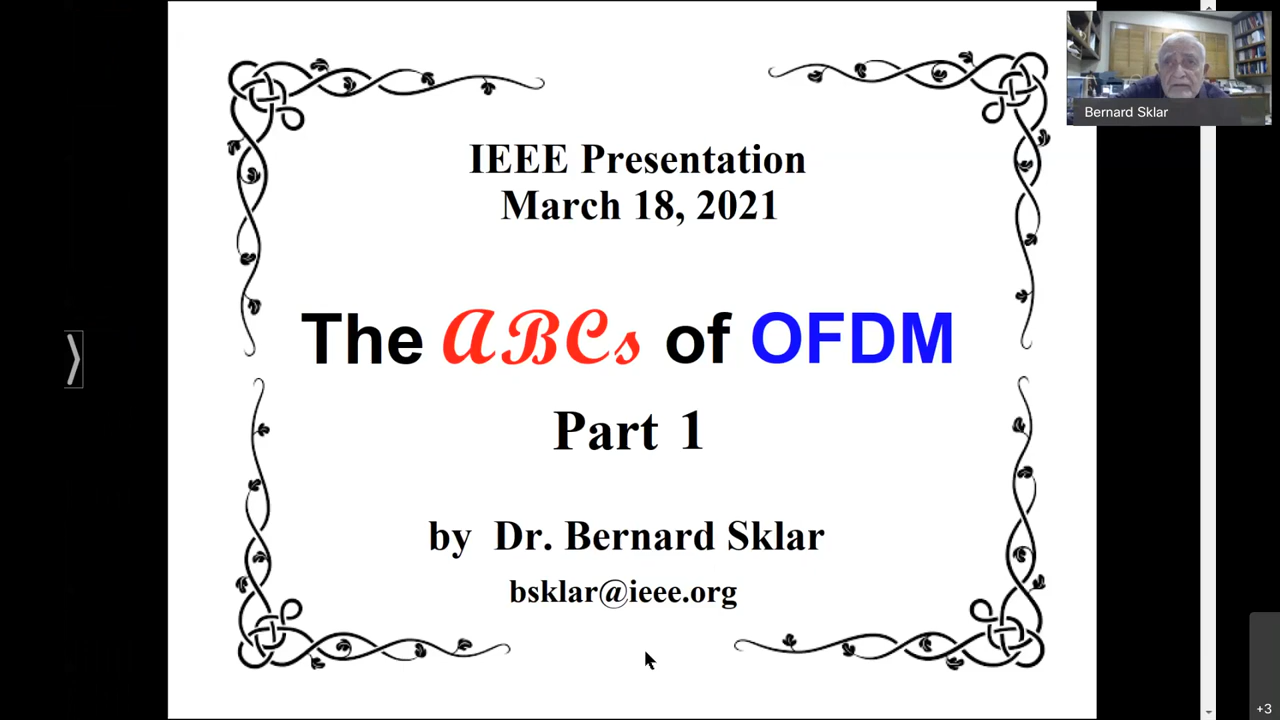 IEEE Presentation
March 18, 2021
The ABCs of OFDM
Part 1
by Dr. Bernard Sklar
bsklar@ieee.org
Bernard Sklar
+3